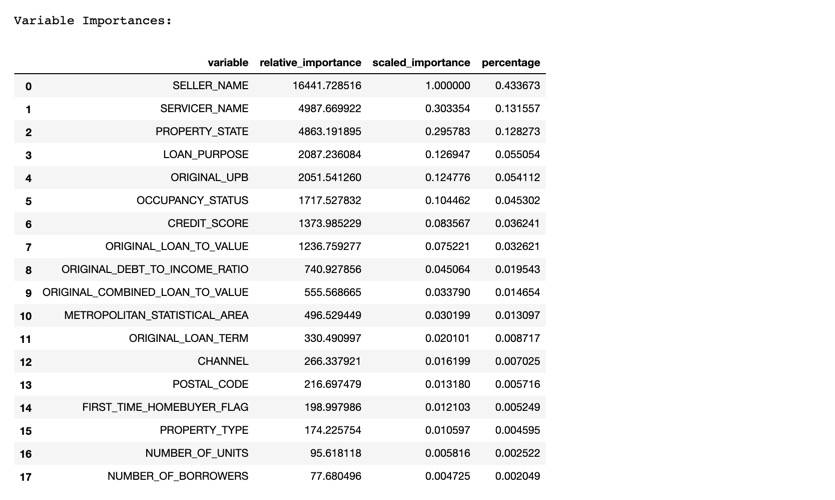 Variable Importances:
variable relative_importance scaled_importance percentage
0 SELLER_NAME 16441.728516 1.000000 0.433673
1 SERVICER_NAME 4987.669922 0.303354 0.131557
2 PROPERTY_STATE 4863.191895 0.295783 0.128273
3 LOAN_PURPOSE 2087.236084 0.126947 0.055054
4 ORIGINAL_UPB 2051.541260 0.124776 0.054112
5 OCCUPANCY_STATUS 1717.527832 0.104462 0.045302
6 CREDIT_SCORE 1373.985229 0.083567 0.036241
7 ORIGINAL_LOAN_TO_VALUE 1236.759277 0.075221 0.032621
8 ORIGINAL_DEBT_TO_INCOME_RATIO 740.927856 0.045064 0.019543
9 ORIGINAL_COMBINED_LOAN_TO_VALUE 555.568665 0.033790 0.014654
10 METROPOLITAN_STATISTICAL_AREA 496.529449 0.030199 0.013097
11 ORIGINAL_LOAN_TERM 330.490997 0.020101 0.008717
12 CHANNEL 266.337921 0.016199 0.007025
13 POSTAL_CODE 216.697479 0.013180 0.005716
14 FIRST_TIME_HOMEBUYER_FLAG 198.997986 0.012103 0.005249
15 PROPERTY_TYPE 174.225754 0.010597 0.004595
16 NUMBER_OF_UNITS 95.618118 0.005816 0.002522
17 NUMBER_OF_BORROWERS 77.680496 0.004725 0.002049